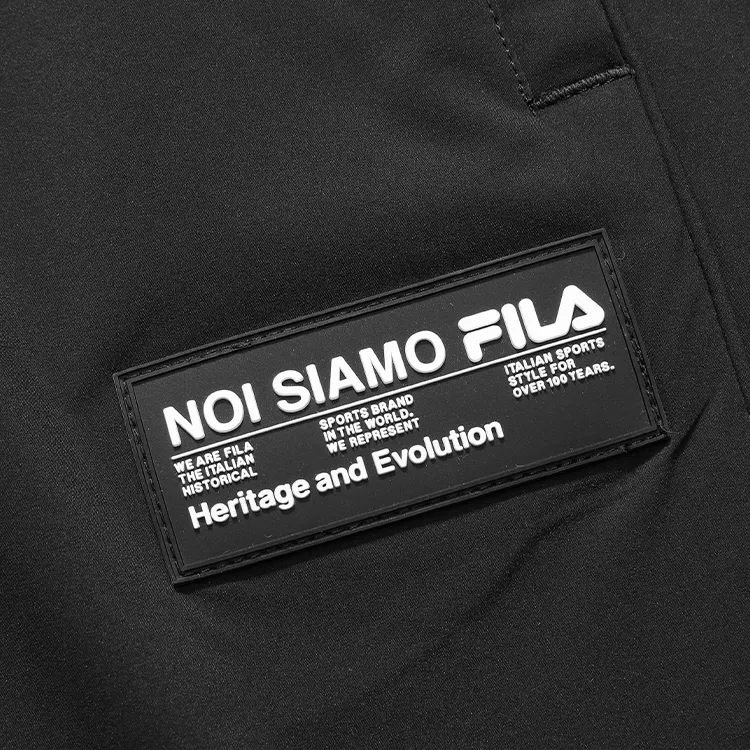 NOI SIAMO FILA
WE ARE FILA
THE ITALIAN
HISTORICAL
SPORTS BRAND
IN THE WORLD.
WE REPRESENT
ITALIAN SPORTS
STYLE FOR
OVER 100 YEARS.
Heritage and Evolution